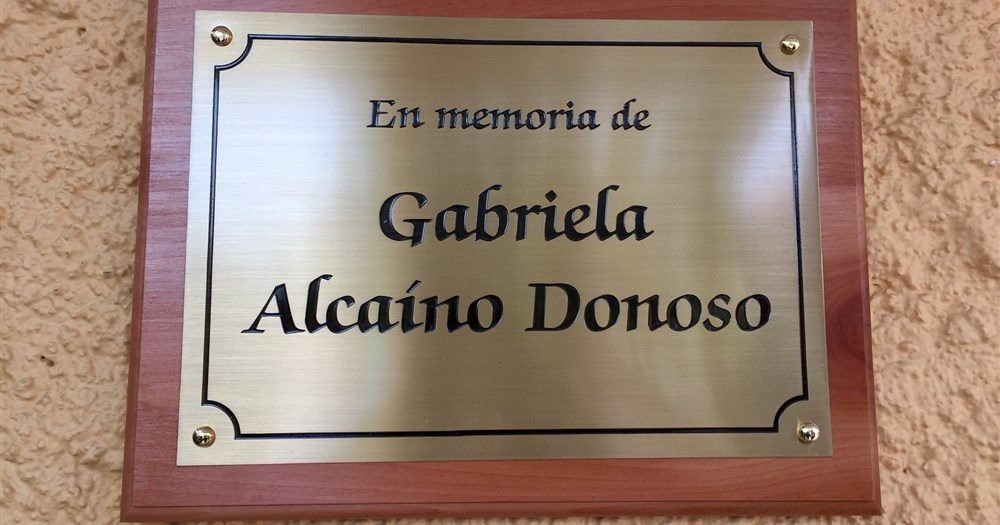 En memoria de
Gabriela
Alcaíno Donoso